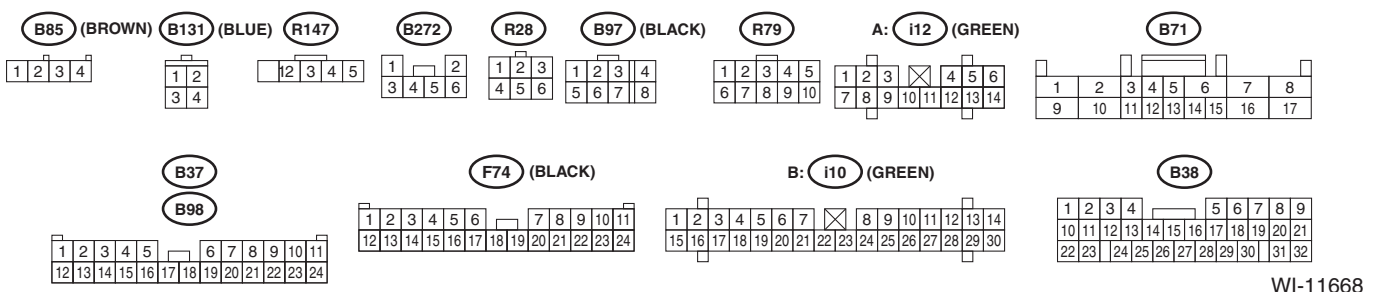 B85 (BROWN) B131 (BLUE) R147 B272 R28 B97 (BLACK) R79 A: i12 (GREEN) B71
1 2 3 4
1 2
3 4
12 3 4 5
1 2
3 4 5 6
1 2 3
4 5 6
1 2 3 4
5 6 7 8
1 2 3 4 5
6 7 8 9 10
1 2 3 4 5 6
7 8 9 10 11 12 13 14
1 2 3 4 5 6 7 8
9 10 11 12 13 14 15 16 17
B37
B98
1 2 3 4 5 6 7 8 9 10 11
12 13 14 15 16 17 18 19 20 21 22 23 24
F74 (BLACK)
1 2 3 4 5 6 7 8 9 10 11
12 13 14 15 16 17 18 19 20 21 22 23 24
B: i10 (GREEN)
1 2 3 4 5 6 7 8 9 10 11 12 13 14
15 16 17 18 19 20 21 22 23 24 25 26 27 28 29 30
B38
1 2 3 4 5 6 7 8 9
10 11 12 13 14 15 16 17 18 19 20 21
22 23 24 25 26 27 28 29 30 31 32
WI-11668